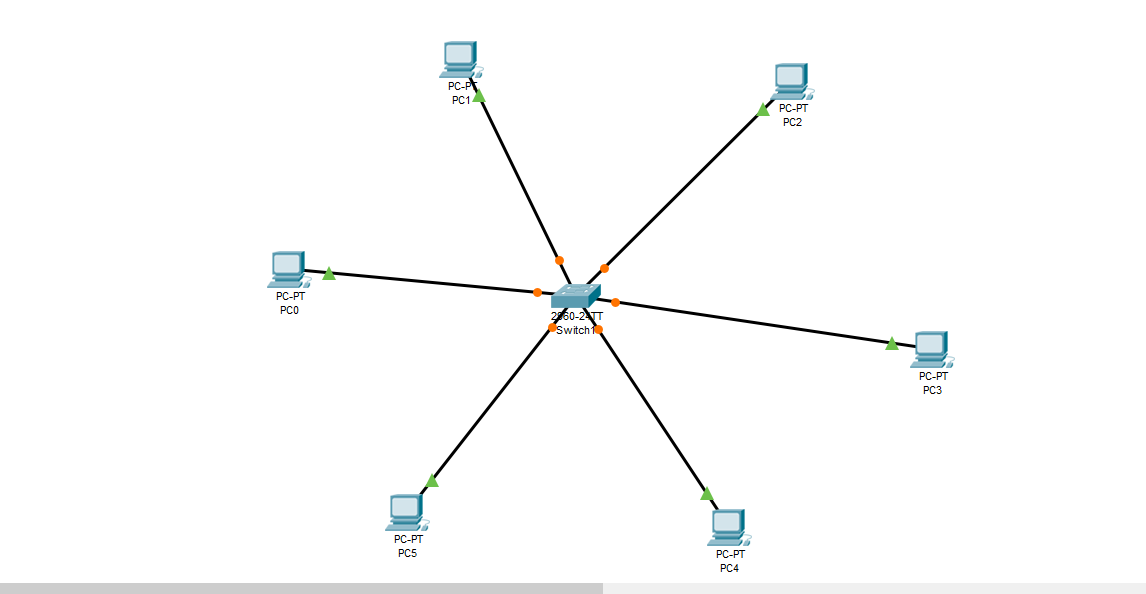 PC-PT
PC1
PC-PT
PC2
PC-PT
PC0
2960-24TT
Switch1
PC-PT
PC3
PC-PT
PC5
PC-PT
PC4